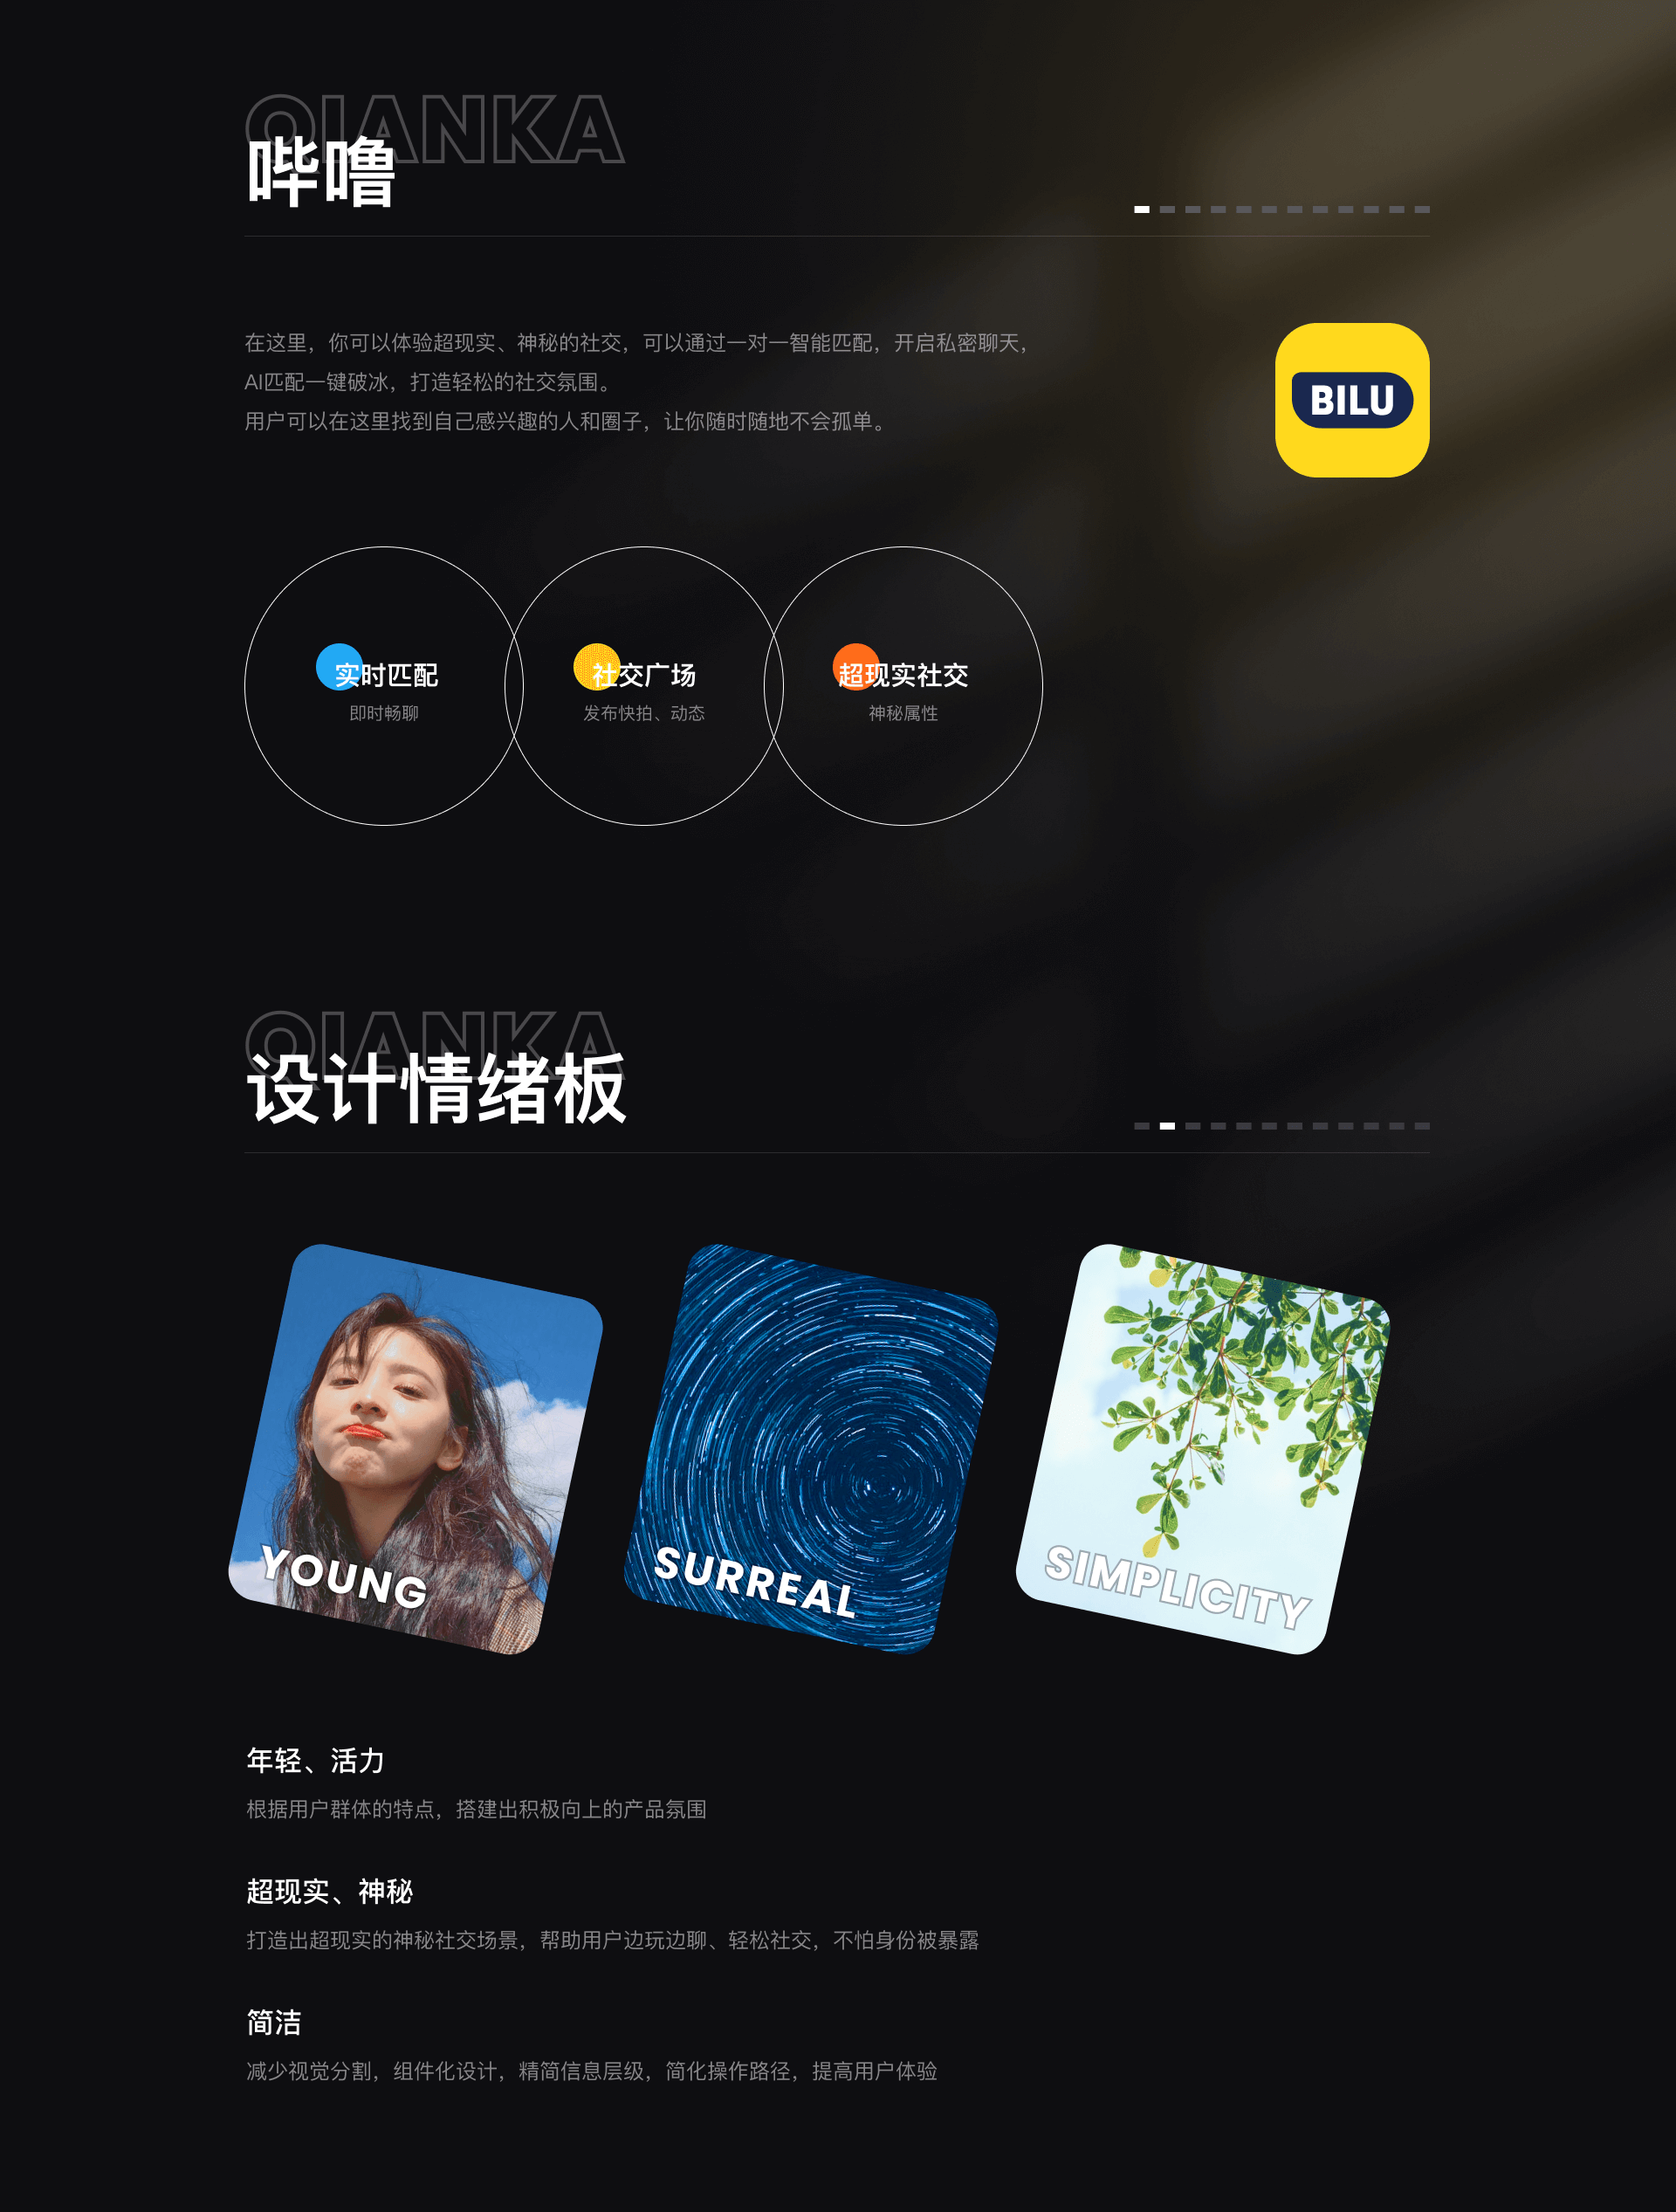 QIANKA
哔噜
在这里，你可以体验超现实、神秘的社交，可以通过一对一智能匹配，开启私密聊天，
AI匹配一键破冰，打造轻松的社交氛围。
用户可以在这里找到自己感兴趣的人和圈子，让你随时随地不会孤单。
BILU
实时匹配
即时畅聊
社交广场
发布快拍、动态
超现实社交
神秘属性
QIANKA
设计情绪板
YOUNG
SURREAL
SIMPLICITY
年轻、活力
根据用户群体的特点，搭建出积极向上的产品氛围
超现实、神秘
打造出超现实的神秘社交场景，帮助用户边玩边聊、轻松社交，不怕身份被暴露
简洁
减少视觉分割，组件化设计，精简信息层级，简化操作路径，提高用户体验